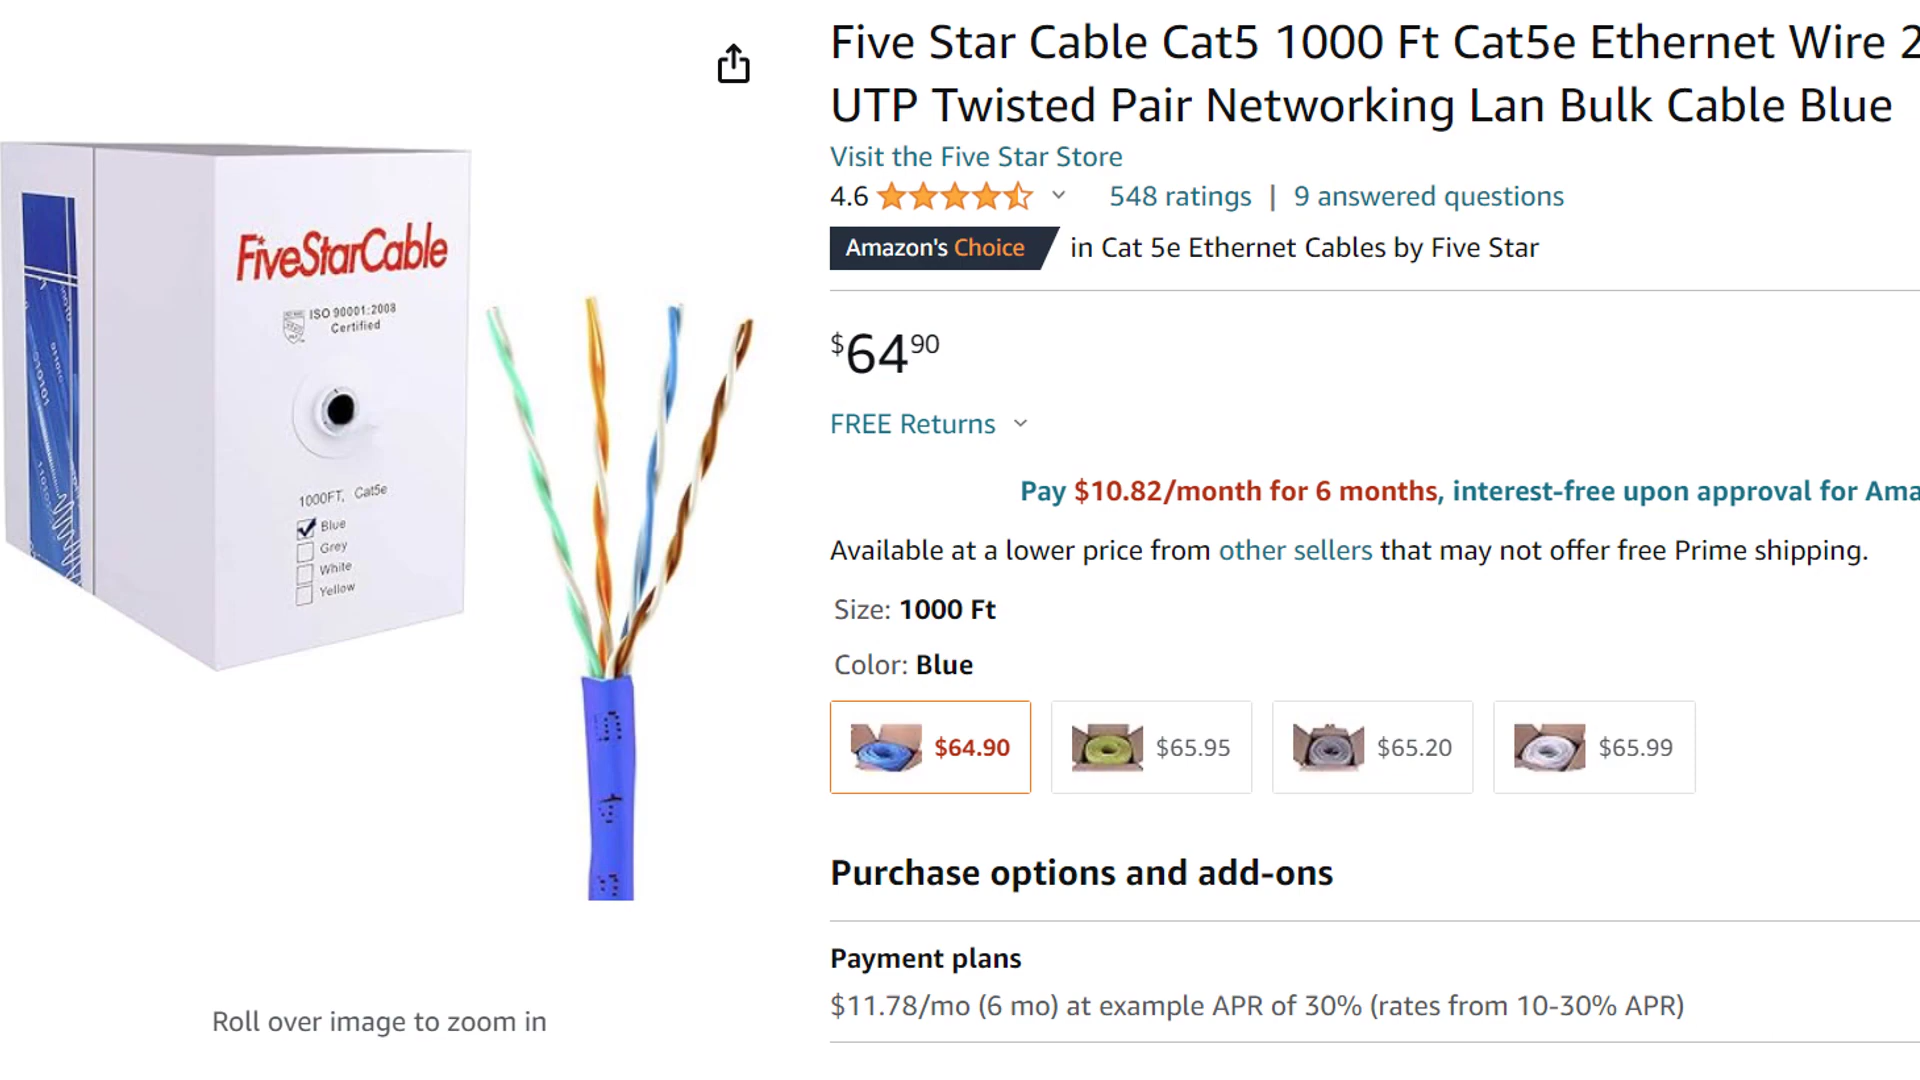 Five Star Cable Cat5 1000 Ft Cat5e Ethernet Wire 2
UTP Twisted Pair Networking Lan Bulk Cable Blue
Visit the Five Star Store
4.6 548 ratings | 9 answered questions
Amazon's Choice in Cat 5e Ethernet Cables by Five Star
$64.90
FREE Returns
Pay $10.82/month for 6 months, interest-free upon approval for Ama
Available at a lower price from other sellers that may not offer free Prime shipping.
Size: 1000 Ft
Color: Blue
$64.90 $65.95 $65.20 $65.99
Purchase options and add-ons
Payment plans
$11.78/mo (6 mo) at example APR of 30% (rates from 10-30% APR)
FiveStarCable
ISO 90001:2008
Certified
1000FT, Cat5e
Blue
Grey
White
Yellow
Roll over image to zoom in